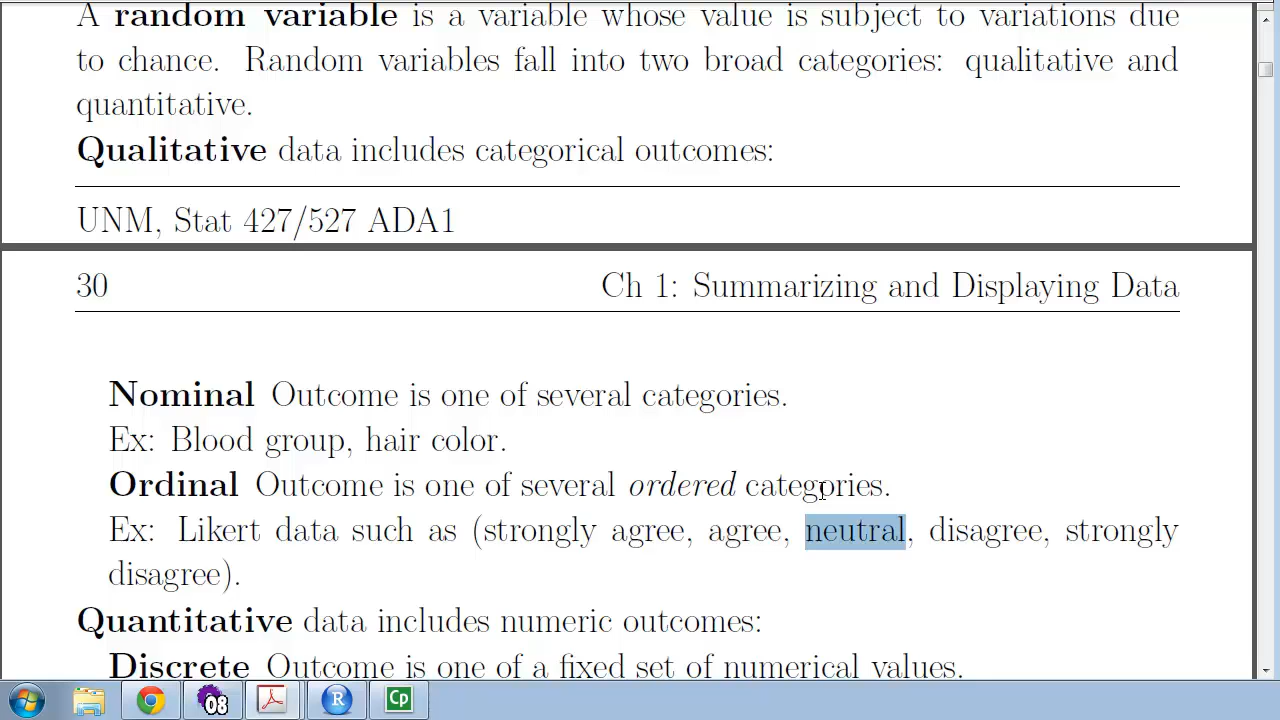 A random variable is a variable whose value is subject to variations due
to chance. Random variables fall into two broad categories: qualitative and
quantitative.
Qualitative data includes categorical outcomes:
UNM, Stat 427/527 ADA1
30 Ch 1: Summarizing and Displaying Data
Nominal Outcome is one of several categories.
Ex: Blood group, hair color.
Ordinal Outcome is one of several ordered categories.
Ex: Likert data such as (strongly agree, agree, neutral, disagree, strongly
disagree).
Quantitative data includes numeric outcomes:
Discrete Outcome is one of a fixed set of numerical values.
08 R Cp